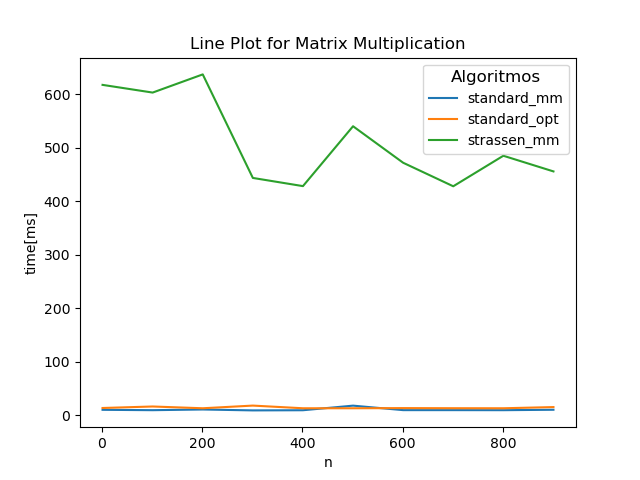 Line Plot for Matrix Multiplication
Algoritmos
standard_mm
standard_opt
strassen_mm
time[ms]
600
500
400
300
200
100
0
0 200 400 600 800
n